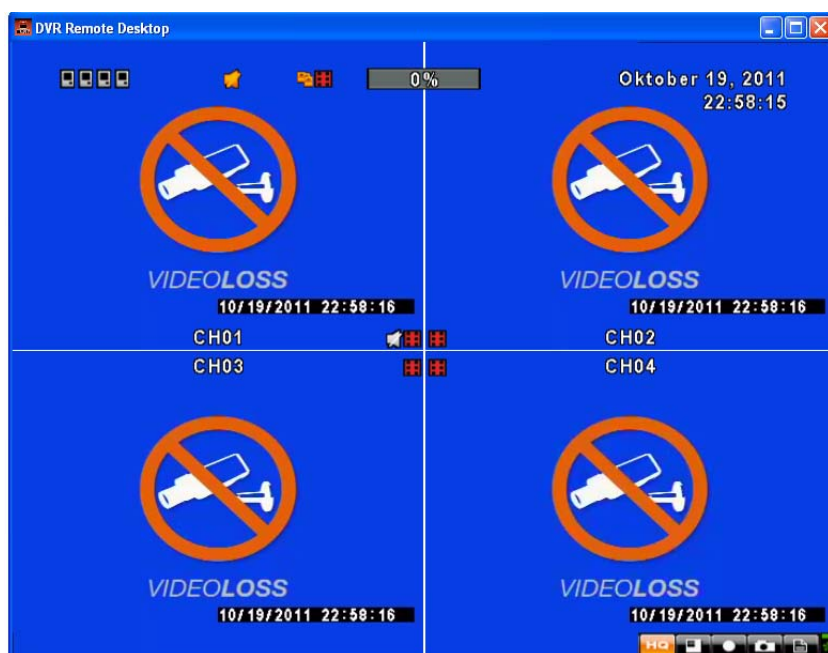 DVR Remote Desktop
0%
Oktober 19, 2011
22:58:15
VIDEOLOSS
10/19/2011 22:58:16
CH01
VIDEOLOSS
10/19/2011 22:58:16
CH02
CH03
VIDEOLOSS
10/19/2011 22:58:16
CH04
VIDEOLOSS
10/19/2011 22:58:16
HQ